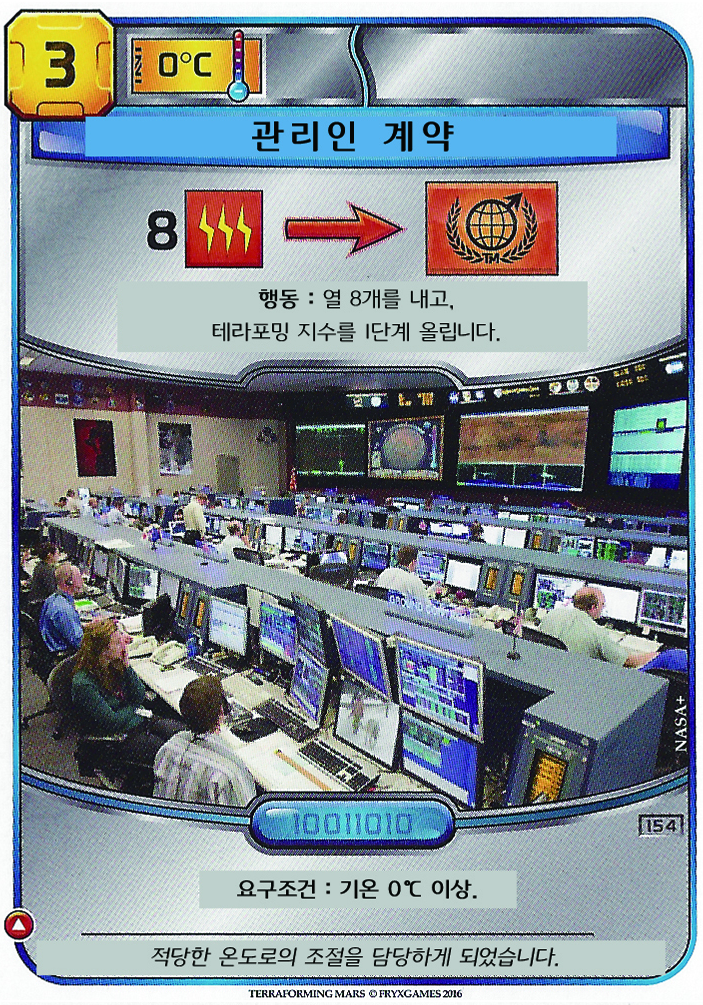 3
0°C
관리인 계약
8
TM
행동 : 열 8개를 내고,
테라포밍 지수를 1단계 올립니다.
NASA+
10011010
154
요구조건 : 기온 0℃ 이상.
적당한 온도로의 조절을 담당하게 되었습니다.
TERRAFORMING MARS © FRYXGAMES 2016